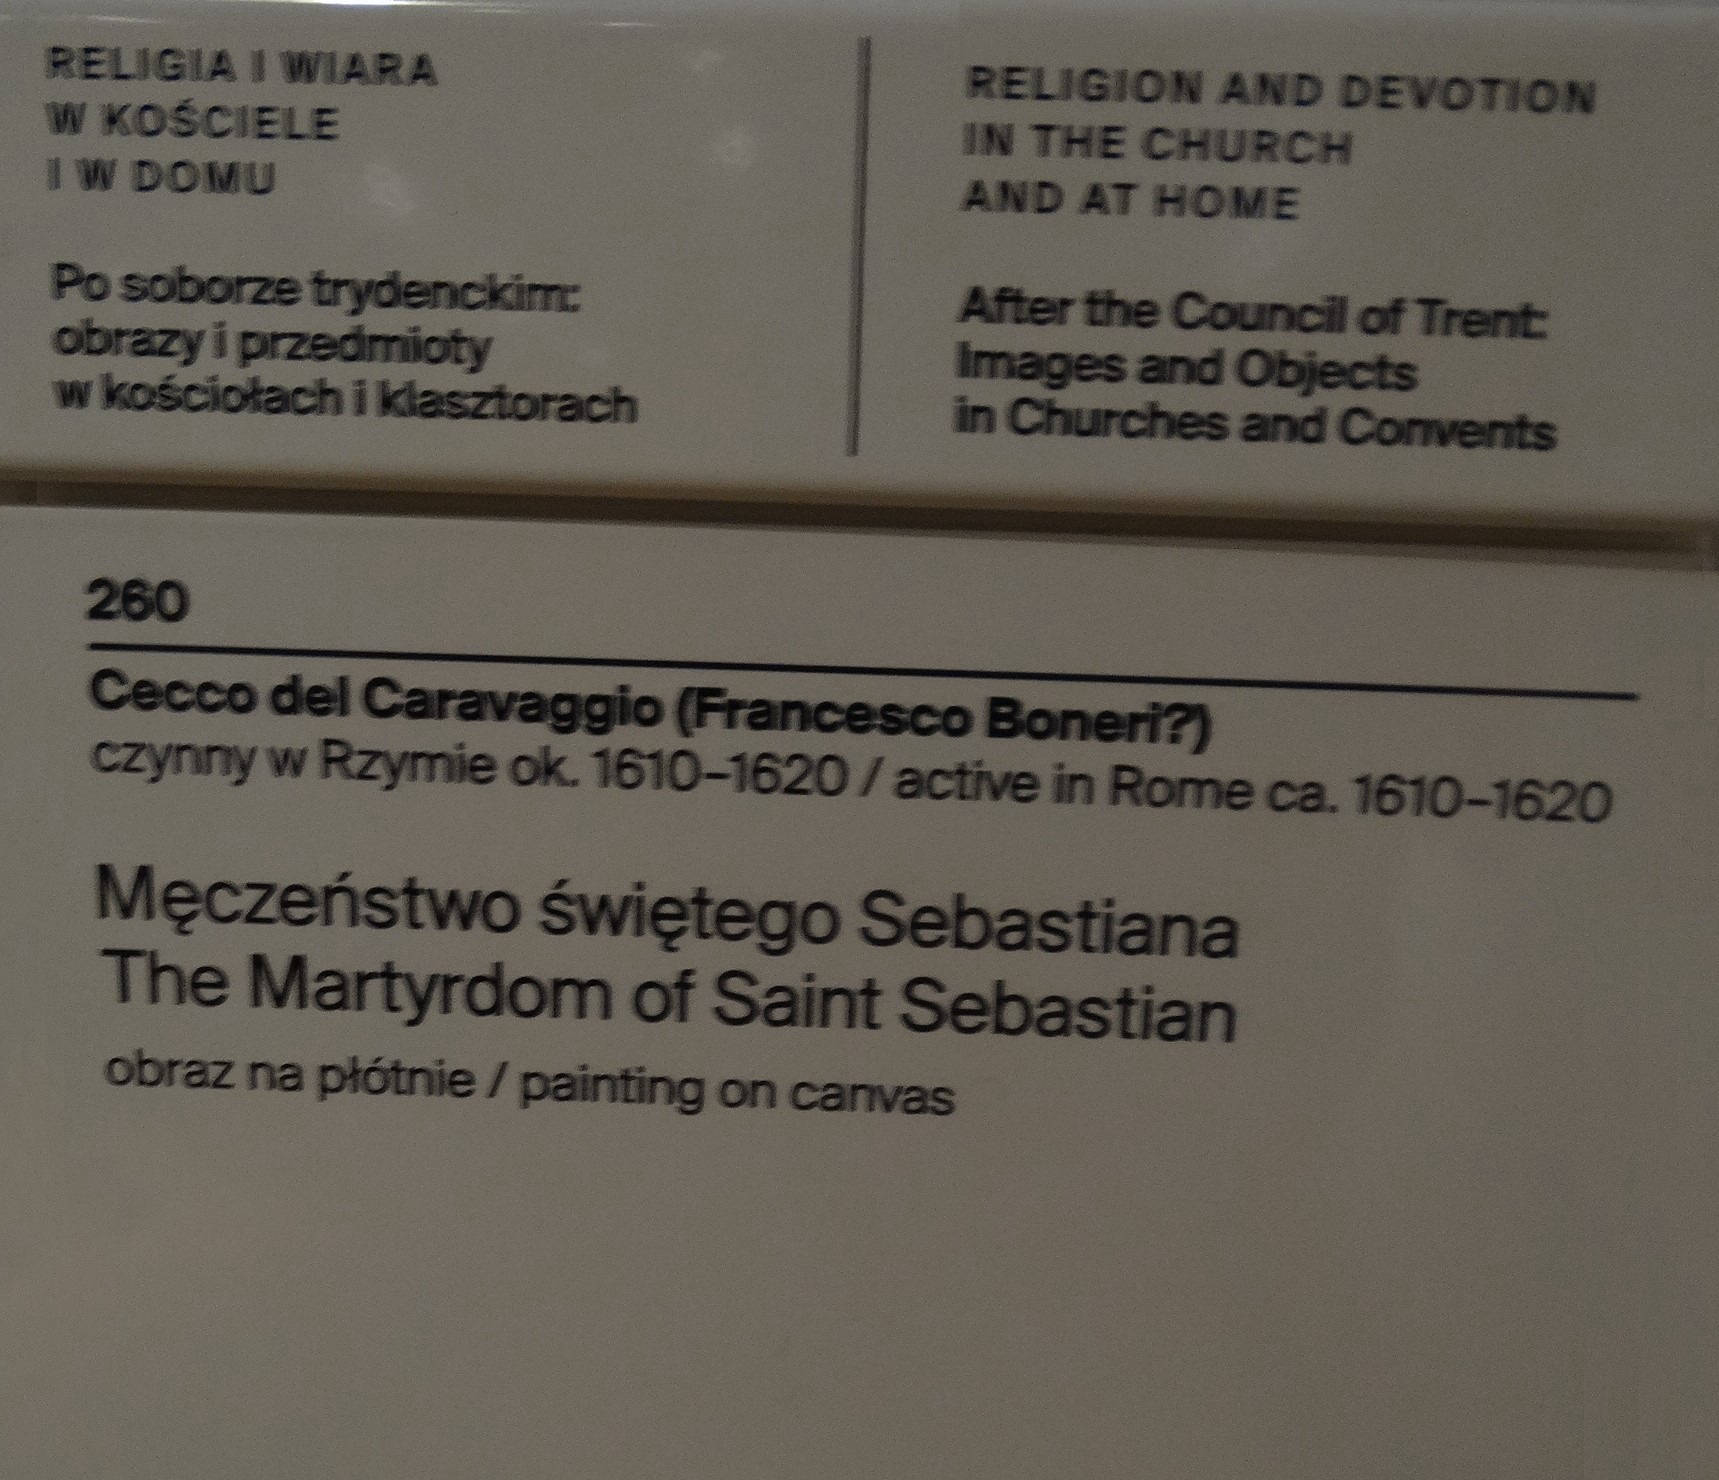 RELIGIA I WIARA
W KOŚCIELE
I W DOMU
Po soborze trydenckim:
obrazy i przedmioty
w kościołach i klasztorach
RELIGION AND DEVOTION
IN THE CHURCH
AND AT HOME
After the Council of Trent:
Images and Objects
in Churches and Convents
260
Cecco del Caravaggio (Francesco Boneri?)
czynny w Rzymie ok. 1610–1620 / active in Rome ca. 1610–1620
Męczeństwo świętego Sebastiana
The Martyrdom of Saint Sebastian
obraz na płótnie / painting on canvas